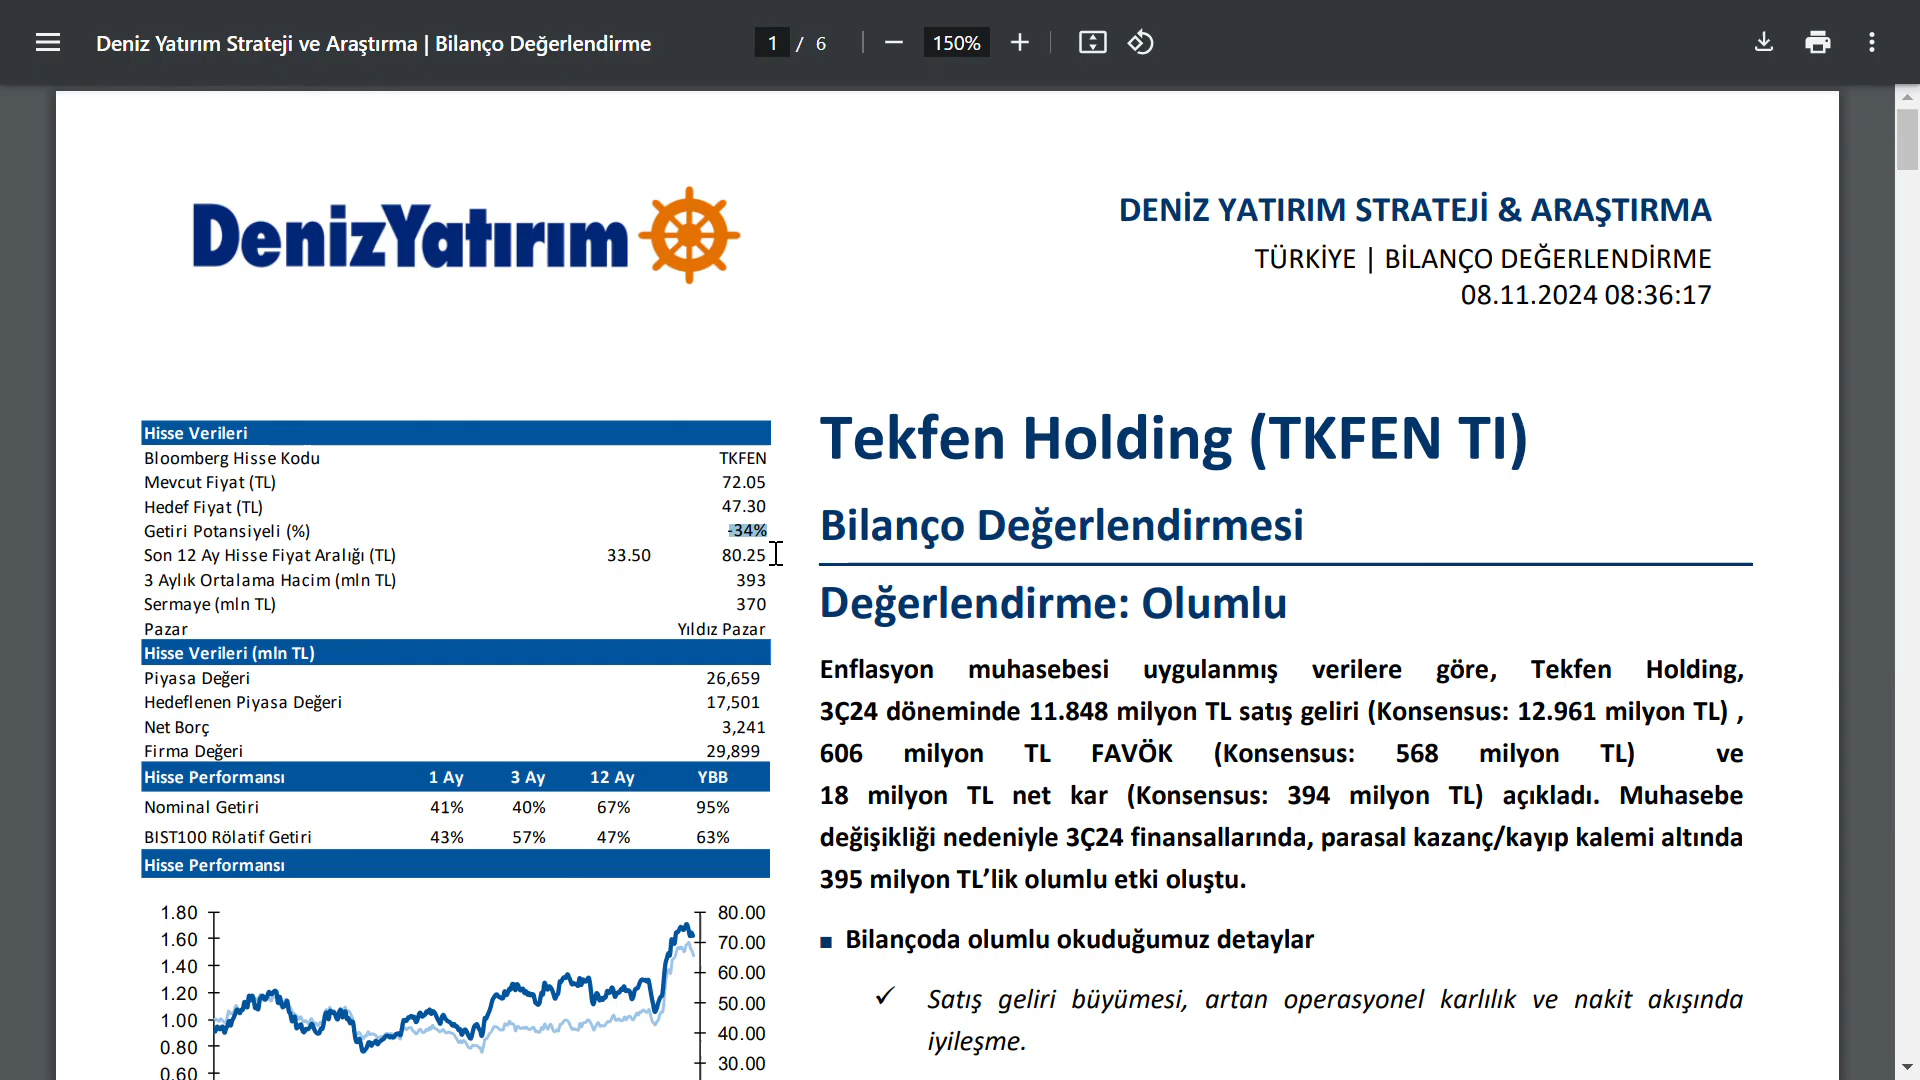 Deniz Yatırım Strateji ve Araştırma | Bilanço Değerlendirme
1 / 6
150%
DenizYatırım
DENİZ YATIRIM STRATEJİ & ARAŞTIRMA
TÜRKİYE | BİLANÇO DEĞERLENDİRME
08.11.2024 08:36:17
Hisse Verileri
Bloomberg Hisse Kodu TKFEN
Mevcut Fiyat (TL) 72.05
Hedef Fiyat (TL) 47.30
Getiri Potansiyeli (%) -34%
Son 12 Ay Hisse Fiyat Aralığı (TL) 33.50 80.25
3 Aylık Ortalama Hacim (mln TL) 393
Sermaye (mln TL) 370
Pazar Yıldız Pazar
Hisse Verileri (mln TL)
Piyasa Değeri 26,659
Hedeflenen Piyasa Değeri 17,501
Net Borç 3,241
Firma Değeri 29,899
Hisse Performansı 1 Ay 3 Ay 12 Ay YBB
Nominal Getiri 41% 40% 67% 95%
BIST100 Rölatif Getiri 43% 57% 47% 63%
Hisse Performansı
1.80 80.00
1.60 70.00
1.40 60.00
1.20 50.00
1.00 40.00
0.80 30.00
0.60
Tekfen Holding (TKFEN TI)
Bilanço Değerlendirmesi
Değerlendirme: Olumlu
Enflasyon muhasebesi uygulanmış verilere göre, Tekfen Holding,
3Ç24 döneminde 11.848 milyon TL satış geliri (Konsensus: 12.961 milyon TL) ,
606 milyon TL FAVÖK (Konsensus: 568 milyon TL) ve
18 milyon TL net kar (Konsensus: 394 milyon TL) açıkladı. Muhasebe
değişikliği nedeniyle 3Ç24 finansallarında, parasal kazanç/kayıp kalemi altında
395 milyon TL’lik olumlu etki oluştu.
■ Bilançoda olumlu okuduğumuz detaylar
✓ Satış geliri büyümesi, artan operasyonel karlılık ve nakit akışında
iyileşme.